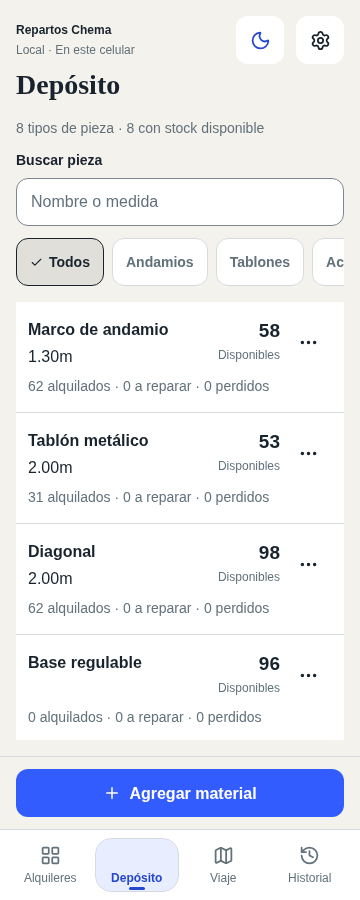 Repartos Chema
Local · En este celular
Depósito
8 tipos de pieza · 8 con stock disponible
Buscar pieza
Nombre o medida
Todos
Andamios
Tablones
Ac
Marco de andamio
58
1.30m
Disponibles
62 alquilados · 0 a reparar · 0 perdidos
Tablón metálico
53
2.00m
Disponibles
31 alquilados · 0 a reparar · 0 perdidos
Diagonal
98
2.00m
Disponibles
62 alquilados · 0 a reparar · 0 perdidos
Base regulable
96
Disponibles
0 alquilados · 0 a reparar · 0 perdidos
Agregar material
Alquileres
Depósito
Viaje
Historial